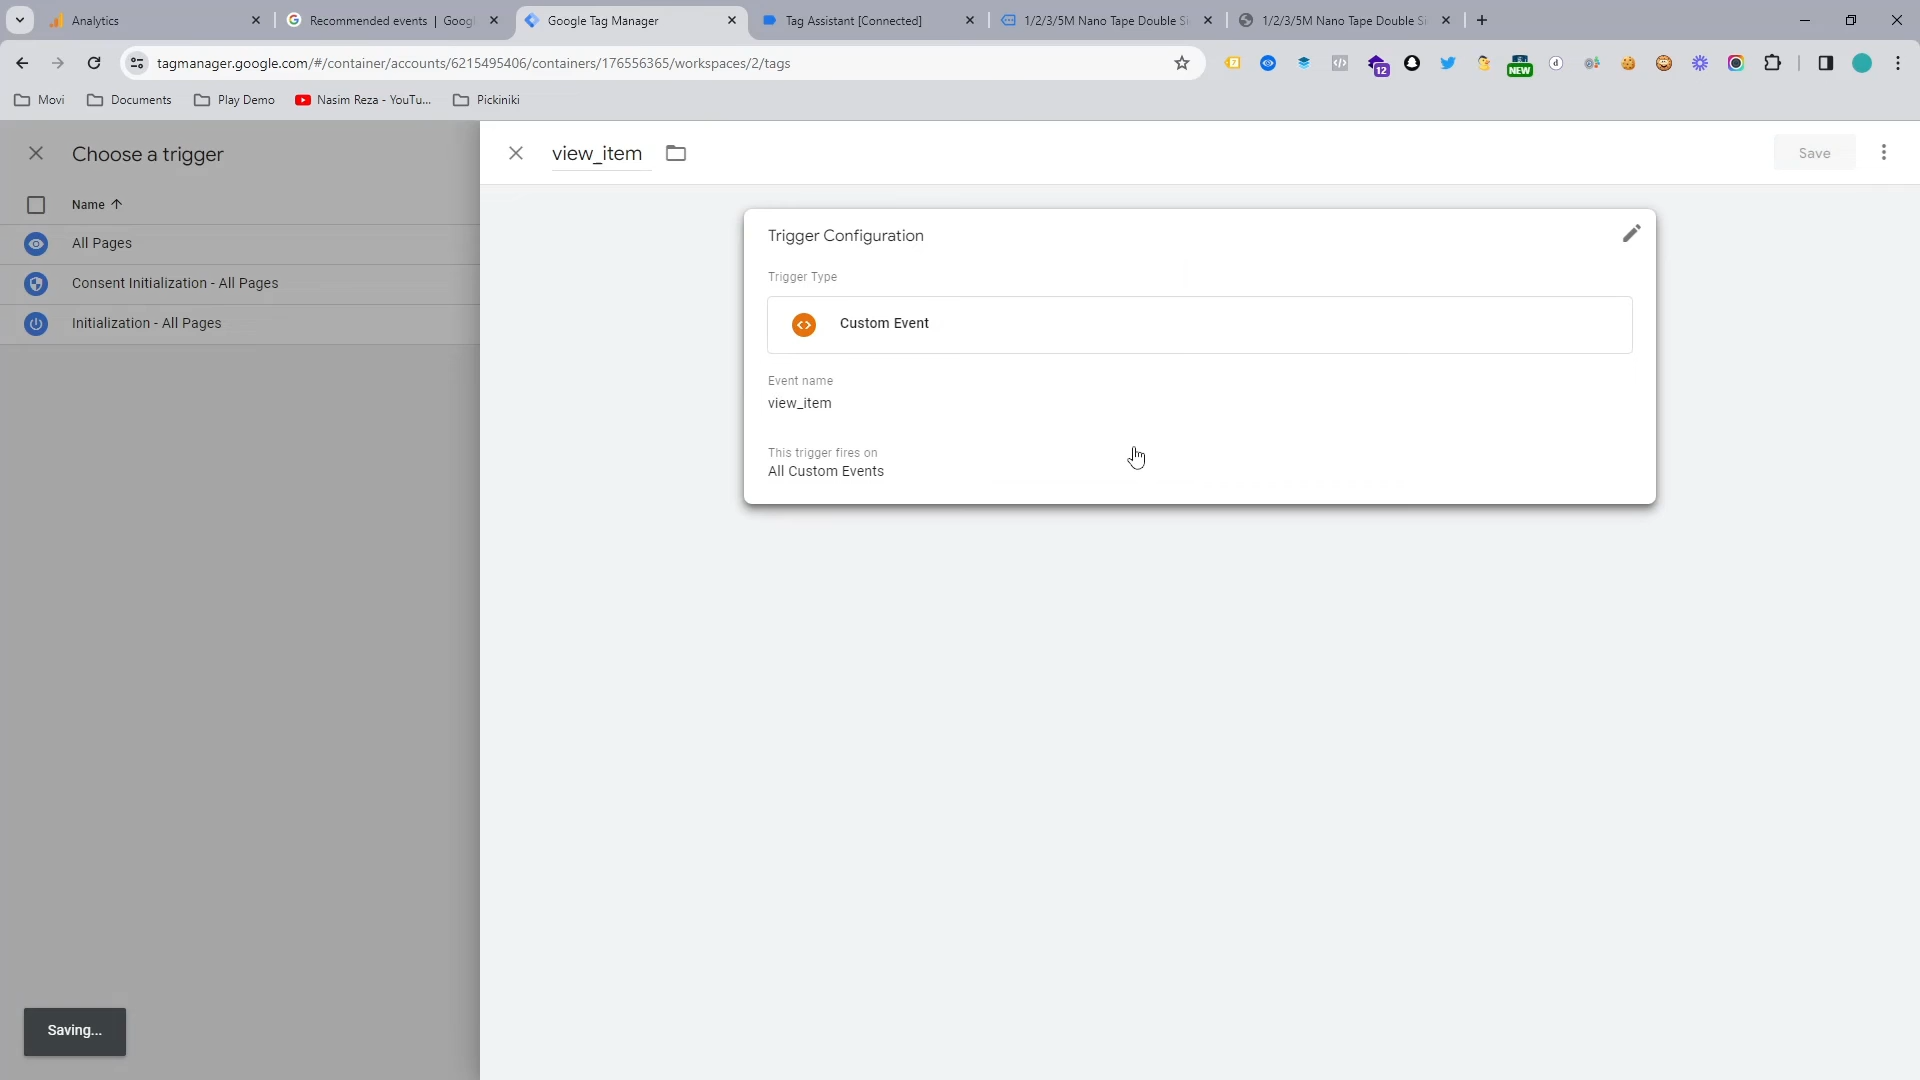 Analytics
Recommended events | Googl
Google Tag Manager
Tag Assistant [Connected]
1/2/3/5M Nano Tape Double Si
1/2/3/5M Nano Tape Double Si
tagmanager.google.com/#/container/accounts/6215495406/containers/176556365/workspaces/2/tags
12
NEW
Movi
Documents
Play Demo
Nasim Reza - YouTu...
Pickiniki
Choose a trigger
view_item
Save
Name
All Pages
Consent Initialization - All Pages
Initialization - All Pages
Trigger Configuration
Trigger Type
Custom Event
Event name
view_item
This trigger fires on
All Custom Events
Saving...